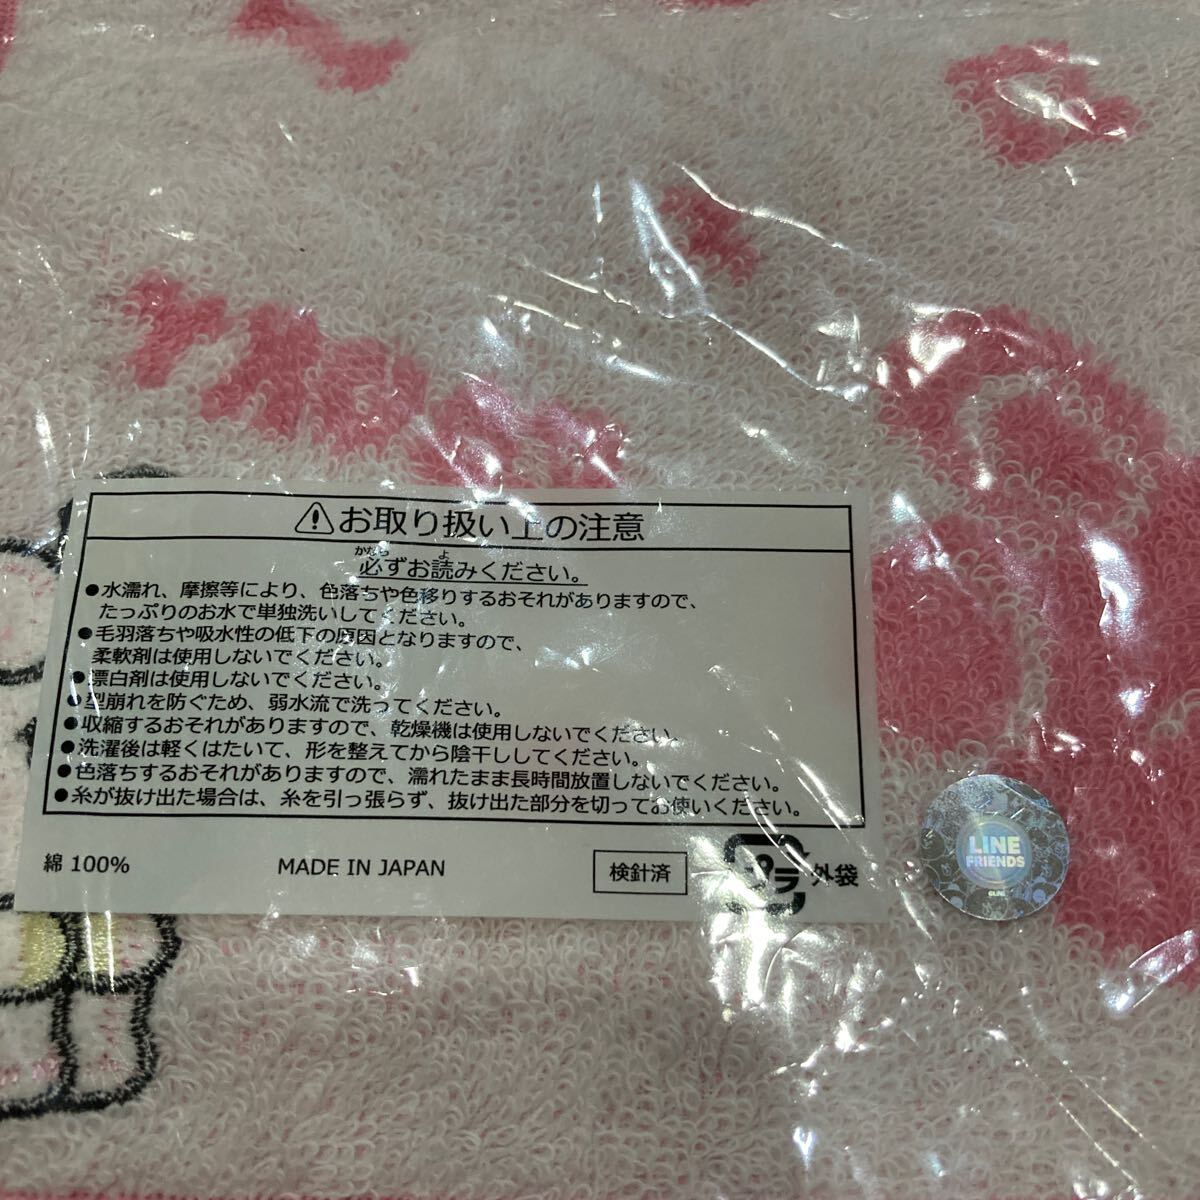 お取り扱い上の注意
かなら よ
必ずお読みください。
●水濡れ、摩擦等により、色落ちや色移りするおそれがありますので、
たっぷりのお水で単独洗いしてください。
●毛羽落ちや吸水性の低下の原因となりますので、
柔軟剤は使用しないでください。
●漂白剤は使用しないでください。
●型崩れを防ぐため、弱水流で洗ってください。
●収縮するおそれがありますので、乾燥機は使用しないでください。
●洗濯後は軽くはたいて、形を整えてから陰干ししてください。
●色落ちするおそれがありますので、濡れたまま長時間放置しないでください。
●糸が抜け出た場合は、糸を引っ張らず、抜け出た部分を切ってお使いください。
綿 100% MADE IN JAPAN 検針済 プラ 外袋
LINE
FRIENDS
©LINE